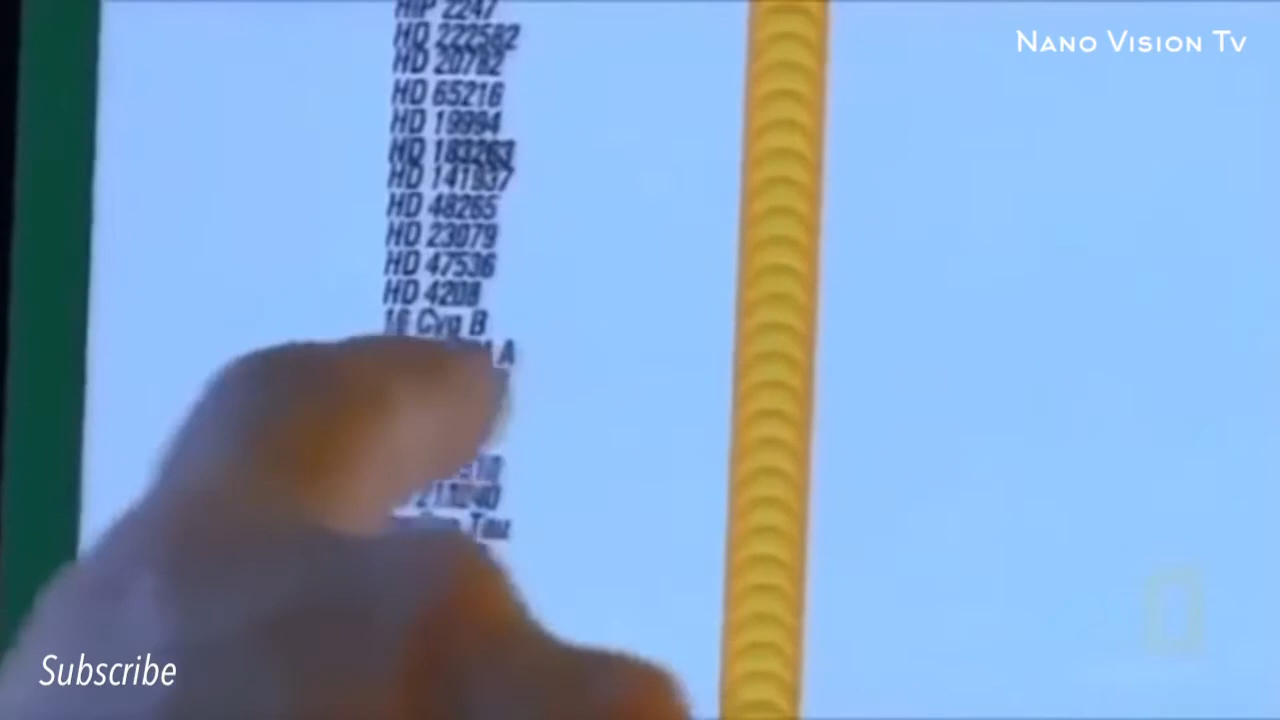 HIP 2247
NANO VISION TV
HD 222582
HD 20782
HD 65216
HD 19994
HD 183263
HD 141937
HD 48265
HD 23079
HD 47536
HD 4208
16 Cyg B
A
Tau
Subscribe